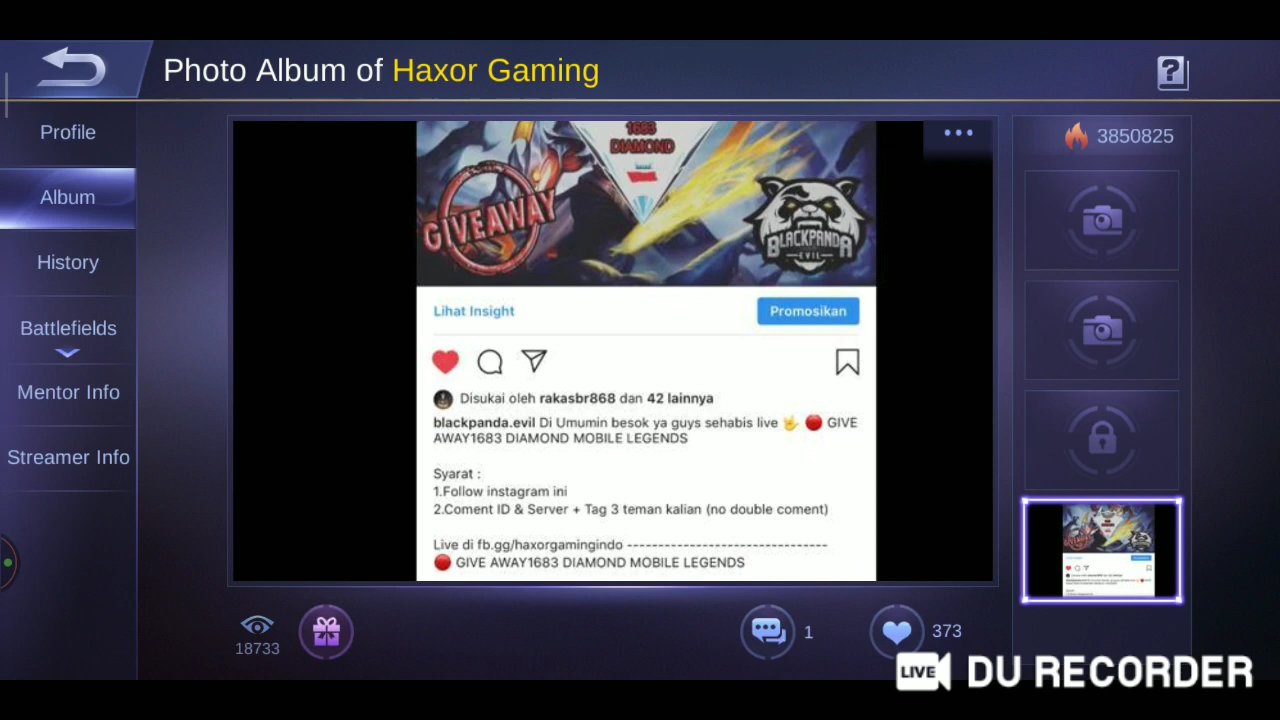 Photo Album of Haxor Gaming
Profile
Album
History
Battlefields
Mentor Info
Streamer Info
3850825
1683
DIAMOND
GIVEAWAY
BLACKPANDA
EVIL
Lihat Insight
Promosikan
Disukai oleh rakasbr868 dan 42 lainnya
blackpanda.evil Di Umumin besok ya guys sehabis live 🤟 🔴 GIVE
AWAY1683 DIAMOND MOBILE LEGENDS
Syarat :
1.Follow instagram ini
2.Coment ID & Server + Tag 3 teman kalian (no double coment)
Live di fb.gg/haxorgamingindo --------------------------------
🔴 GIVE AWAY1683 DIAMOND MOBILE LEGENDS
18733
1
373
LIVE DU RECORDER